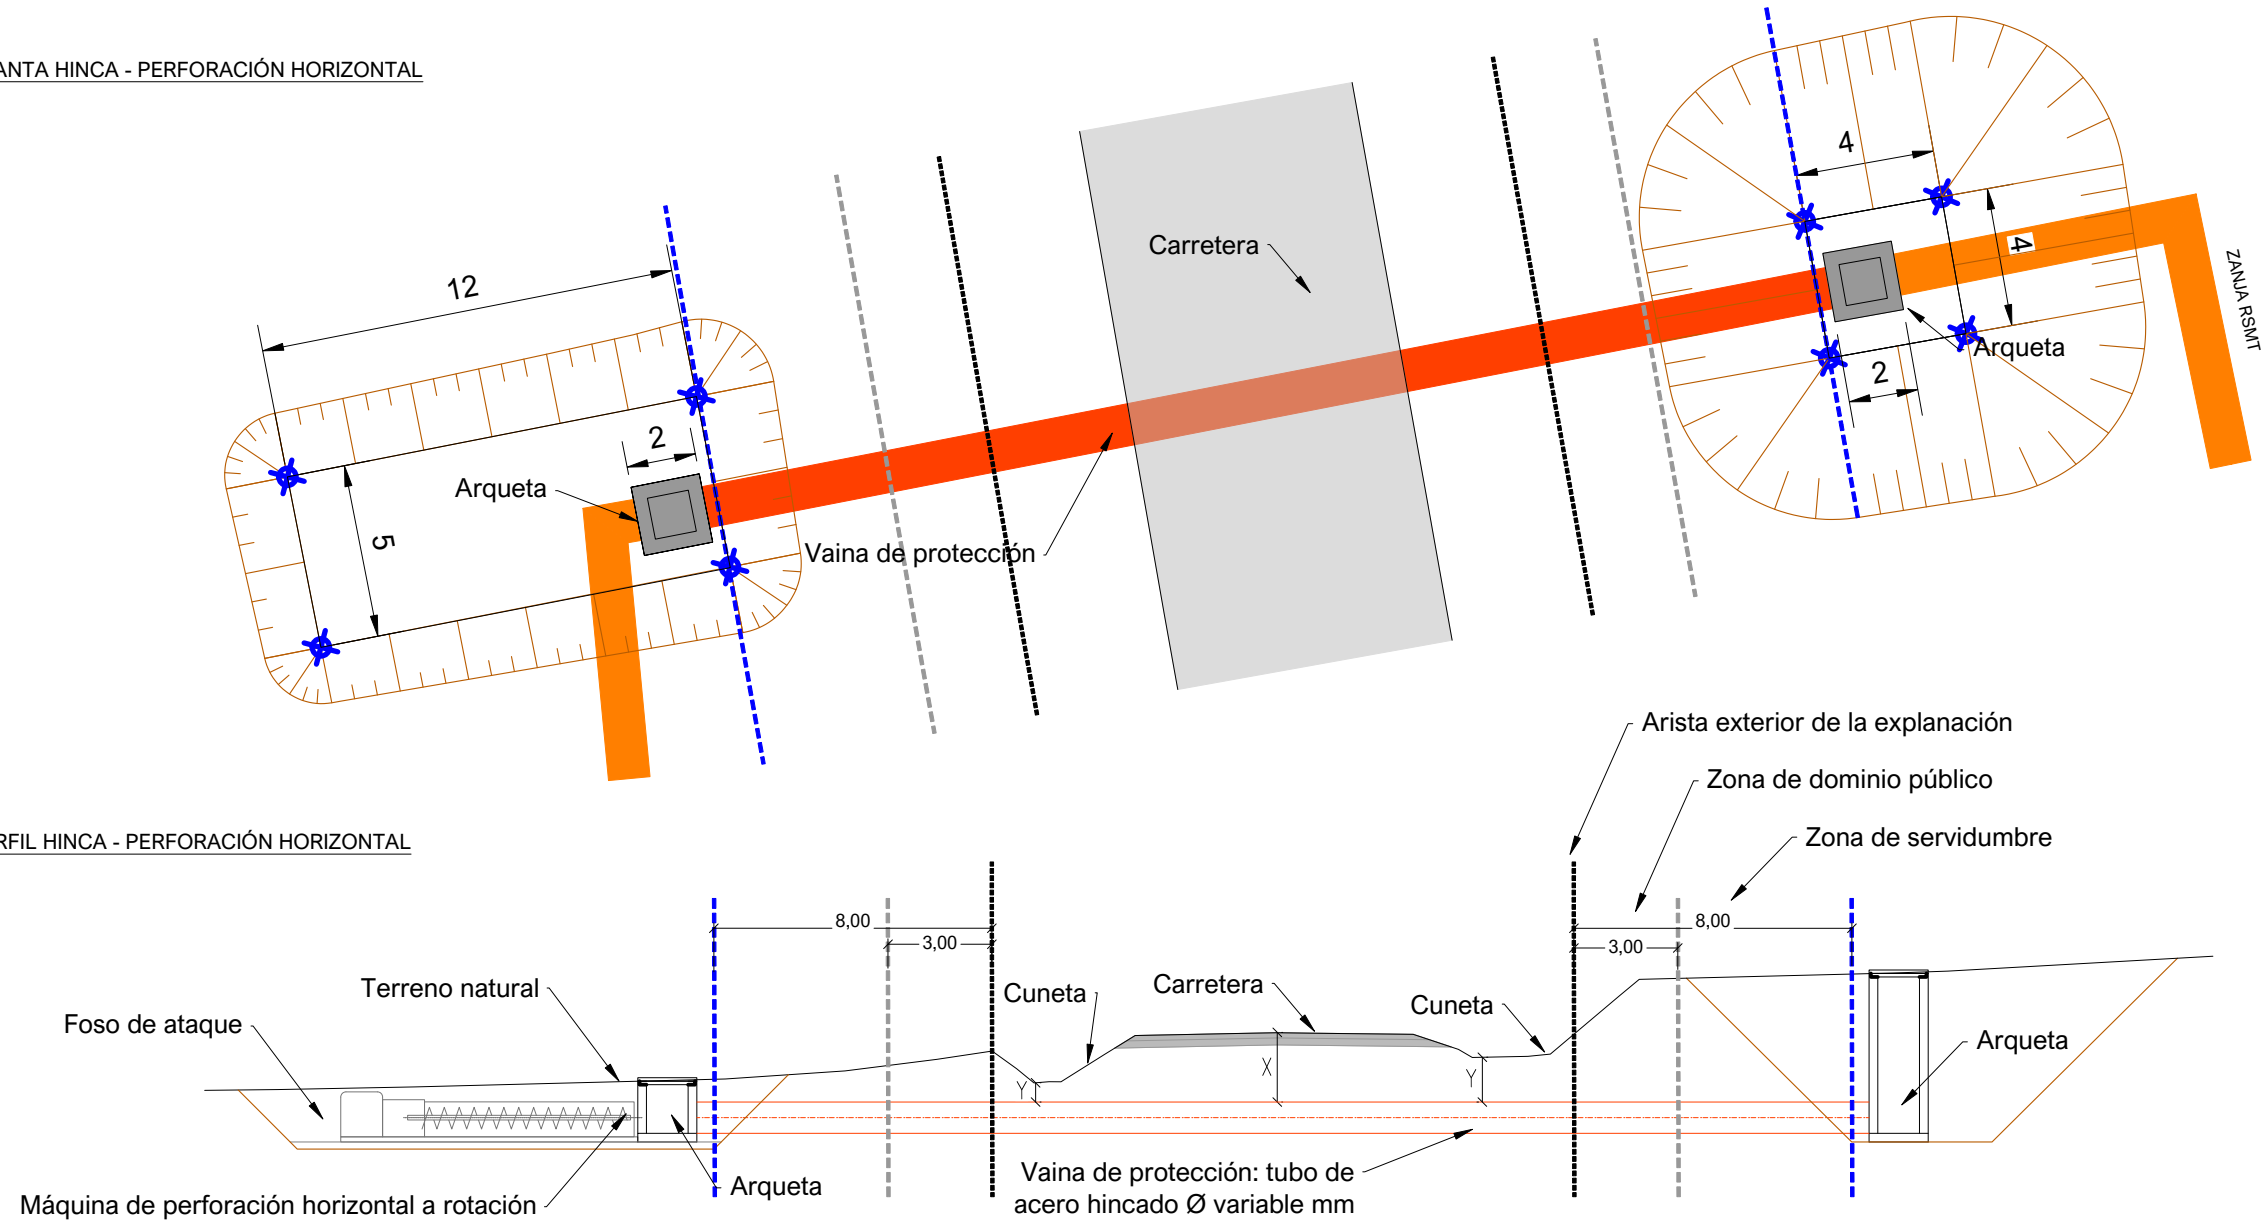 ANTA HINCA - PERFORACIÓN HORIZONTAL
12
2
5
Arqueta
Vaina de protección
Carretera
4
4
2
Arqueta
ZANJA RSMT
RFIL HINCA - PERFORACIÓN HORIZONTAL
Arista exterior de la explanación
Zona de dominio público
Zona de servidumbre
8,00
3,00
8,00
3,00
Terreno natural
Foso de ataque
Cuneta
Carretera
Cuneta
Arqueta
X
Y
Y
Arqueta
Máquina de perforación horizontal a rotación
Vaina de protección: tubo de
acero hincado Ø variable mm